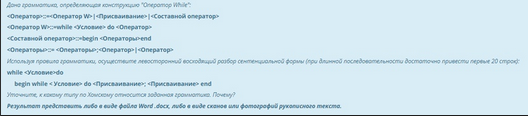 Дана грамматика, определяющая конструкцию "Оператор While":
<Оператор>::=<Оператор W>|<Присваивание>|<Составной оператор>
<Оператор W>::=while <Условие> do <Оператор>
<Составной оператор>::=begin <Операторы>end
<Операторы>::= <Операторы>;<Оператор>|<Оператор>
Используя правила грамматики, осуществите левосторонний восходящий разбор сентенциальной формы (при длинной последовательности достаточно привести первые 20 строк):
while <Условие>do
begin while < Условие> do <Присваивание>; <Присваивание> end
Уточните, к какому типу по Хомскому относится заданная грамматика. Почему?
Результат представить либо в виде файла Word .docx, либо в виде сканов или фотографий рукописного текста.